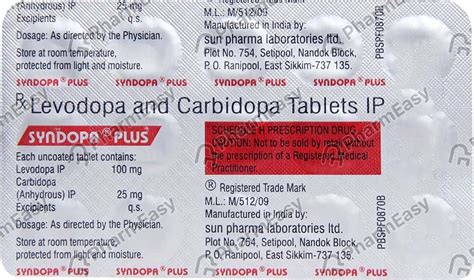 (Anhydrous) IP 25 mg
Excipients q.s.
Dosage: As directed by the Physician.
Store at room temperature,
protected from light and moisture.
SYNDOPA® PLUS SYNDOPA® PLUS
M.L.: M/512/09
Manufactured in India by:
sun pharma laboratories ltd.
Plot No. 754, Setipool, Nandok Block,
P. O. Ranipool, East Sikkim-737 135.
SYNDOPA® PLUS SYNDOPA® PLUS
PBSPF0870B
℞ Levodopa and Carbidopa Tablets IP
SYNDOPA® PLUS
Each uncoated tablet contains:
Levodopa IP 100 mg
Carbidopa
(Anhydrous) IP 25 mg
Excipients q.s.
Dosage: As directed by the Physician.
Store at room temperature,
protected from light and moisture.
SCHEDULE H PRESCRIPTION DRUG
CAUTION: Not to be sold by retail without
the prescription of a Registered Medical
Practitioner.
® Registered Trade Mark
M.L.: M/512/09
Manufactured in India by:
sun pharma laboratories ltd.
Plot No. 754, Setipool, Nandok Block,
P. O. Ranipool, East Sikkim-737 135.
PBSPF0870B
PharmEasy
PharmEasy
PharmEasy